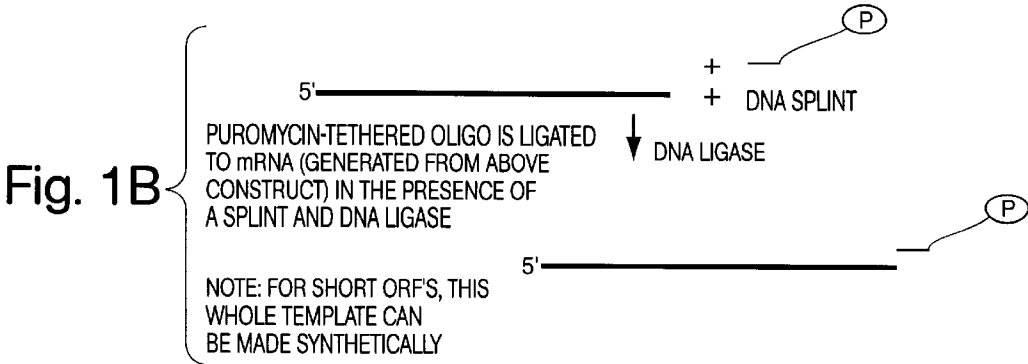 Fig. 1B
P
+
5'
+ DNA SPLINT
PUROMYCIN-TETHERED OLIGO IS LIGATED
TO mRNA (GENERATED FROM ABOVE
CONSTRUCT) IN THE PRESENCE OF
A SPLINT AND DNA LIGASE
DNA LIGASE
P
5'
NOTE: FOR SHORT ORF'S, THIS
WHOLE TEMPLATE CAN
BE MADE SYNTHETICALLY